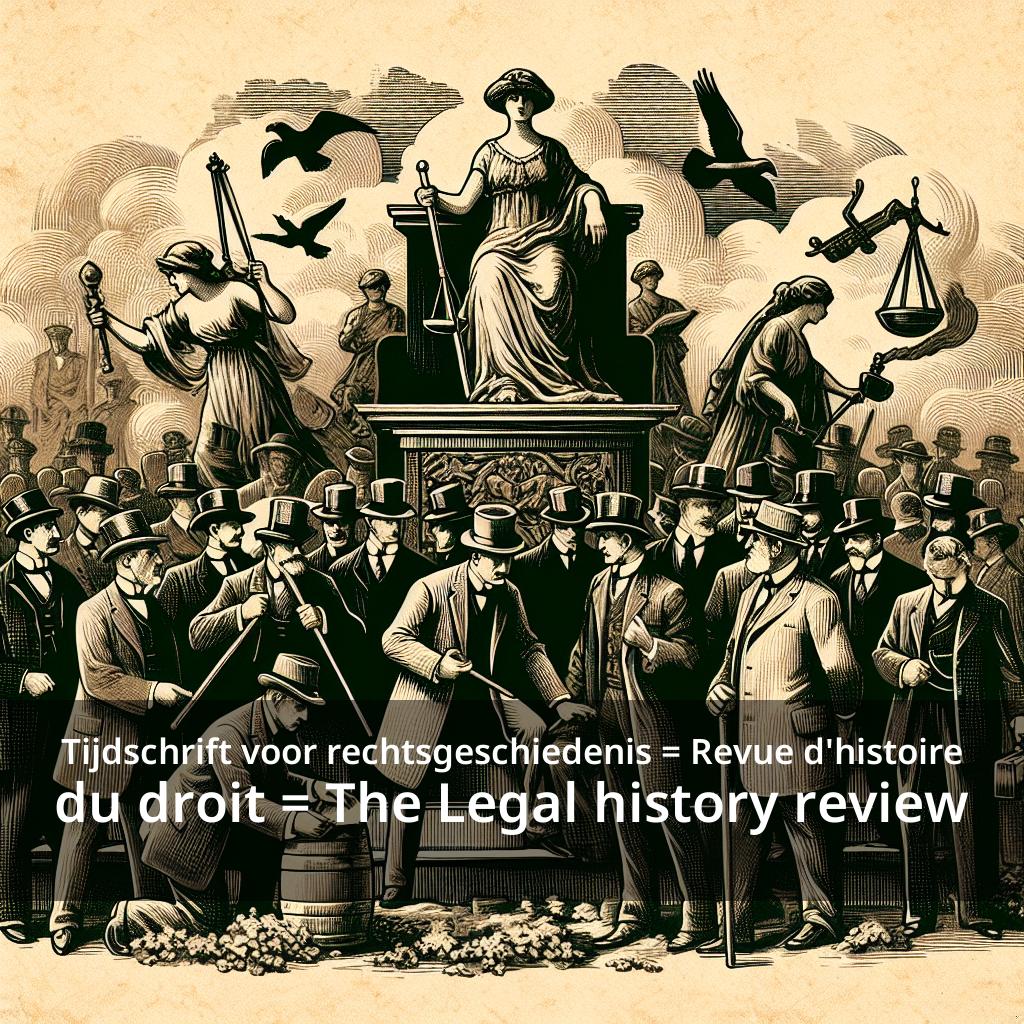 Tijdschrift voor rechtsgeschiedenis = Revue d'histoire
du droit = The Legal history review